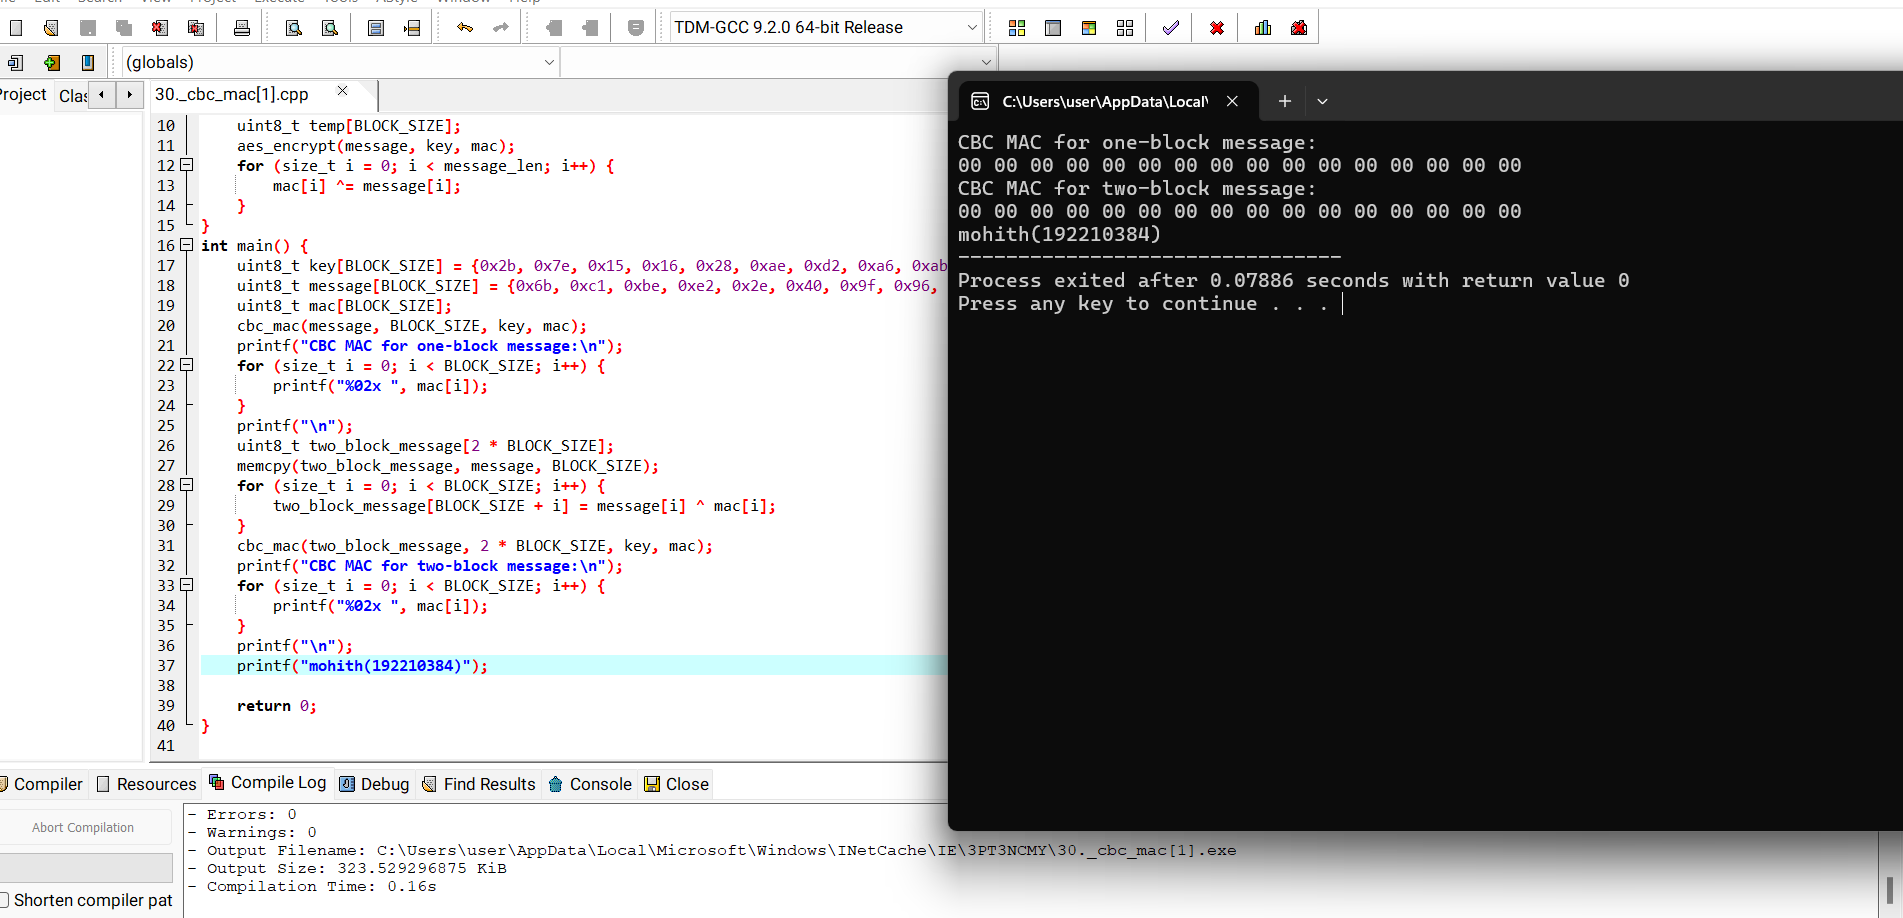 Edit Search View Project Execute Tools AStyle Window Help
TDM-GCC 9.2.0 64-bit Release
(globals)
Project Clas
30._cbc_mac[1].cpp
10 uint8_t temp[BLOCK_SIZE];
11 aes_encrypt(message, key, mac);
12 for (size_t i = 0; i < message_len; i++) {
13 mac[i] ^= message[i];
14 }
15 }
16 int main() {
17 uint8_t key[BLOCK_SIZE] = {0x2b, 0x7e, 0x15, 0x16, 0x28, 0xae, 0xd2, 0xa6, 0xab
18 uint8_t message[BLOCK_SIZE] = {0x6b, 0xc1, 0xbe, 0xe2, 0x2e, 0x40, 0x9f, 0x96,
19 uint8_t mac[BLOCK_SIZE];
20 cbc_mac(message, BLOCK_SIZE, key, mac);
21 printf("CBC MAC for one-block message:\n");
22 for (size_t i = 0; i < BLOCK_SIZE; i++) {
23 printf("%02x ", mac[i]);
24 }
25 printf("\n");
26 uint8_t two_block_message[2 * BLOCK_SIZE];
27 memcpy(two_block_message, message, BLOCK_SIZE);
28 for (size_t i = 0; i < BLOCK_SIZE; i++) {
29 two_block_message[BLOCK_SIZE + i] = message[i] ^ mac[i];
30 }
31 cbc_mac(two_block_message, 2 * BLOCK_SIZE, key, mac);
32 printf("CBC MAC for two-block message:\n");
33 for (size_t i = 0; i < BLOCK_SIZE; i++) {
34 printf("%02x ", mac[i]);
35 }
36 printf("\n");
37 printf("mohith(192210384)");
38
39 return 0;
40 }
41
C:\Users\user\AppData\Local\
CBC MAC for one-block message:
00 00 00 00 00 00 00 00 00 00 00 00 00 00 00 00
CBC MAC for two-block message:
00 00 00 00 00 00 00 00 00 00 00 00 00 00 00 00
mohith(192210384)
--------------------------------
Process exited after 0.07886 seconds with return value 0
Press any key to continue . . .
Compiler Resources Compile Log Debug Find Results Console Close
Abort Compilation
Shorten compiler pat
- Errors: 0
- Warnings: 0
- Output Filename: C:\Users\user\AppData\Local\Microsoft\Windows\INetCache\IE\3PT3NCMY\30._cbc_mac[1].exe
- Output Size: 323.529296875 KiB
- Compilation Time: 0.16s